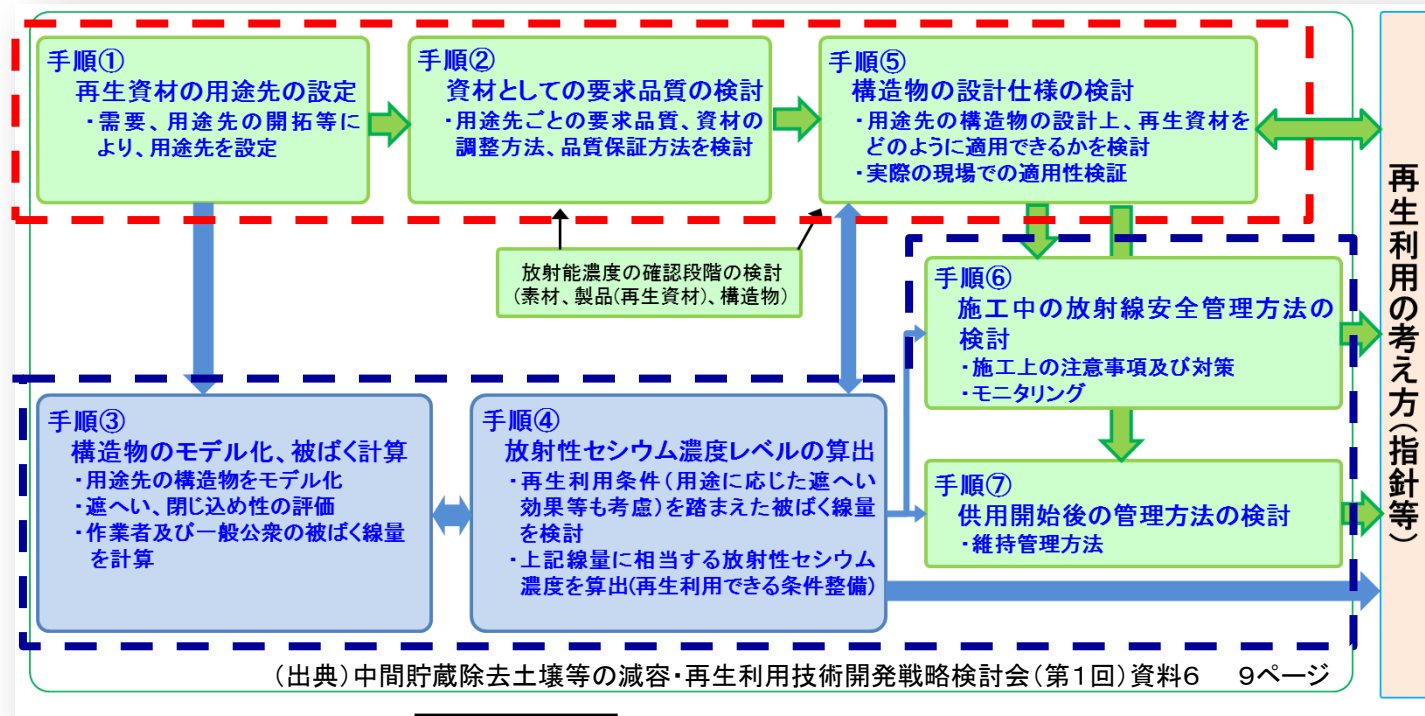 手順①
再生資材の用途先の設定
・需要、用途先の開拓等に
より、用途先を設定
手順②
資材としての要求品質の検討
・用途先ごとの要求品質、資材の
調整方法、品質保証方法を検討
手順⑤
構造物の設計仕様の検討
・用途先の構造物の設計上、再生資材を
どのように適用できるかを検討
・実際の現場での適用性検証
放射能濃度の確認段階の検討
(素材、製品(再生資材)、構造物)
手順⑥
施工中の放射線安全管理方法の
検討
・施工上の注意事項及び対策
・モニタリング
手順③
構造物のモデル化、被ばく計算
・用途先の構造物をモデル化
・遮へい、閉じ込め性の評価
・作業者及び一般公衆の被ばく線量
を計算
手順④
放射性セシウム濃度レベルの算出
・再生利用条件(用途に応じた遮へい
効果等も考慮)を踏まえた被ばく線量
を検討
・上記線量に相当する放射性セシウム
濃度を算出(再生利用できる条件整備)
手順⑦
供用開始後の管理方法の検討
・維持管理方法
再生利用の考え方(指針等)
(出典)中間貯蔵除去土壌等の減容・再生利用技術開発戦略検討会(第1回)資料6 9ページ